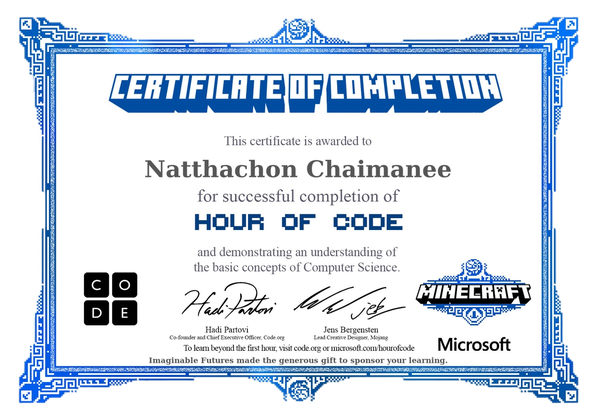 CERTIFICATE OF COMPLETION
This certificate is awarded to
Natthachon Chaimanee
for successful completion of
HOUR OF CODE
and demonstrating an understanding of
the basic concepts of Computer Science.
C O
D E
Hadi Partovi
Hadi Partovi
Co-founder and Chief Executive Officer, Code.org
Jens Bergensten
Lead Creative Designer, Mojang
MINECRAFT
Microsoft
To learn beyond the first hour, visit code.org or microsoft.com/hourofcode
Imaginable Futures made the generous gift to sponsor your learning.